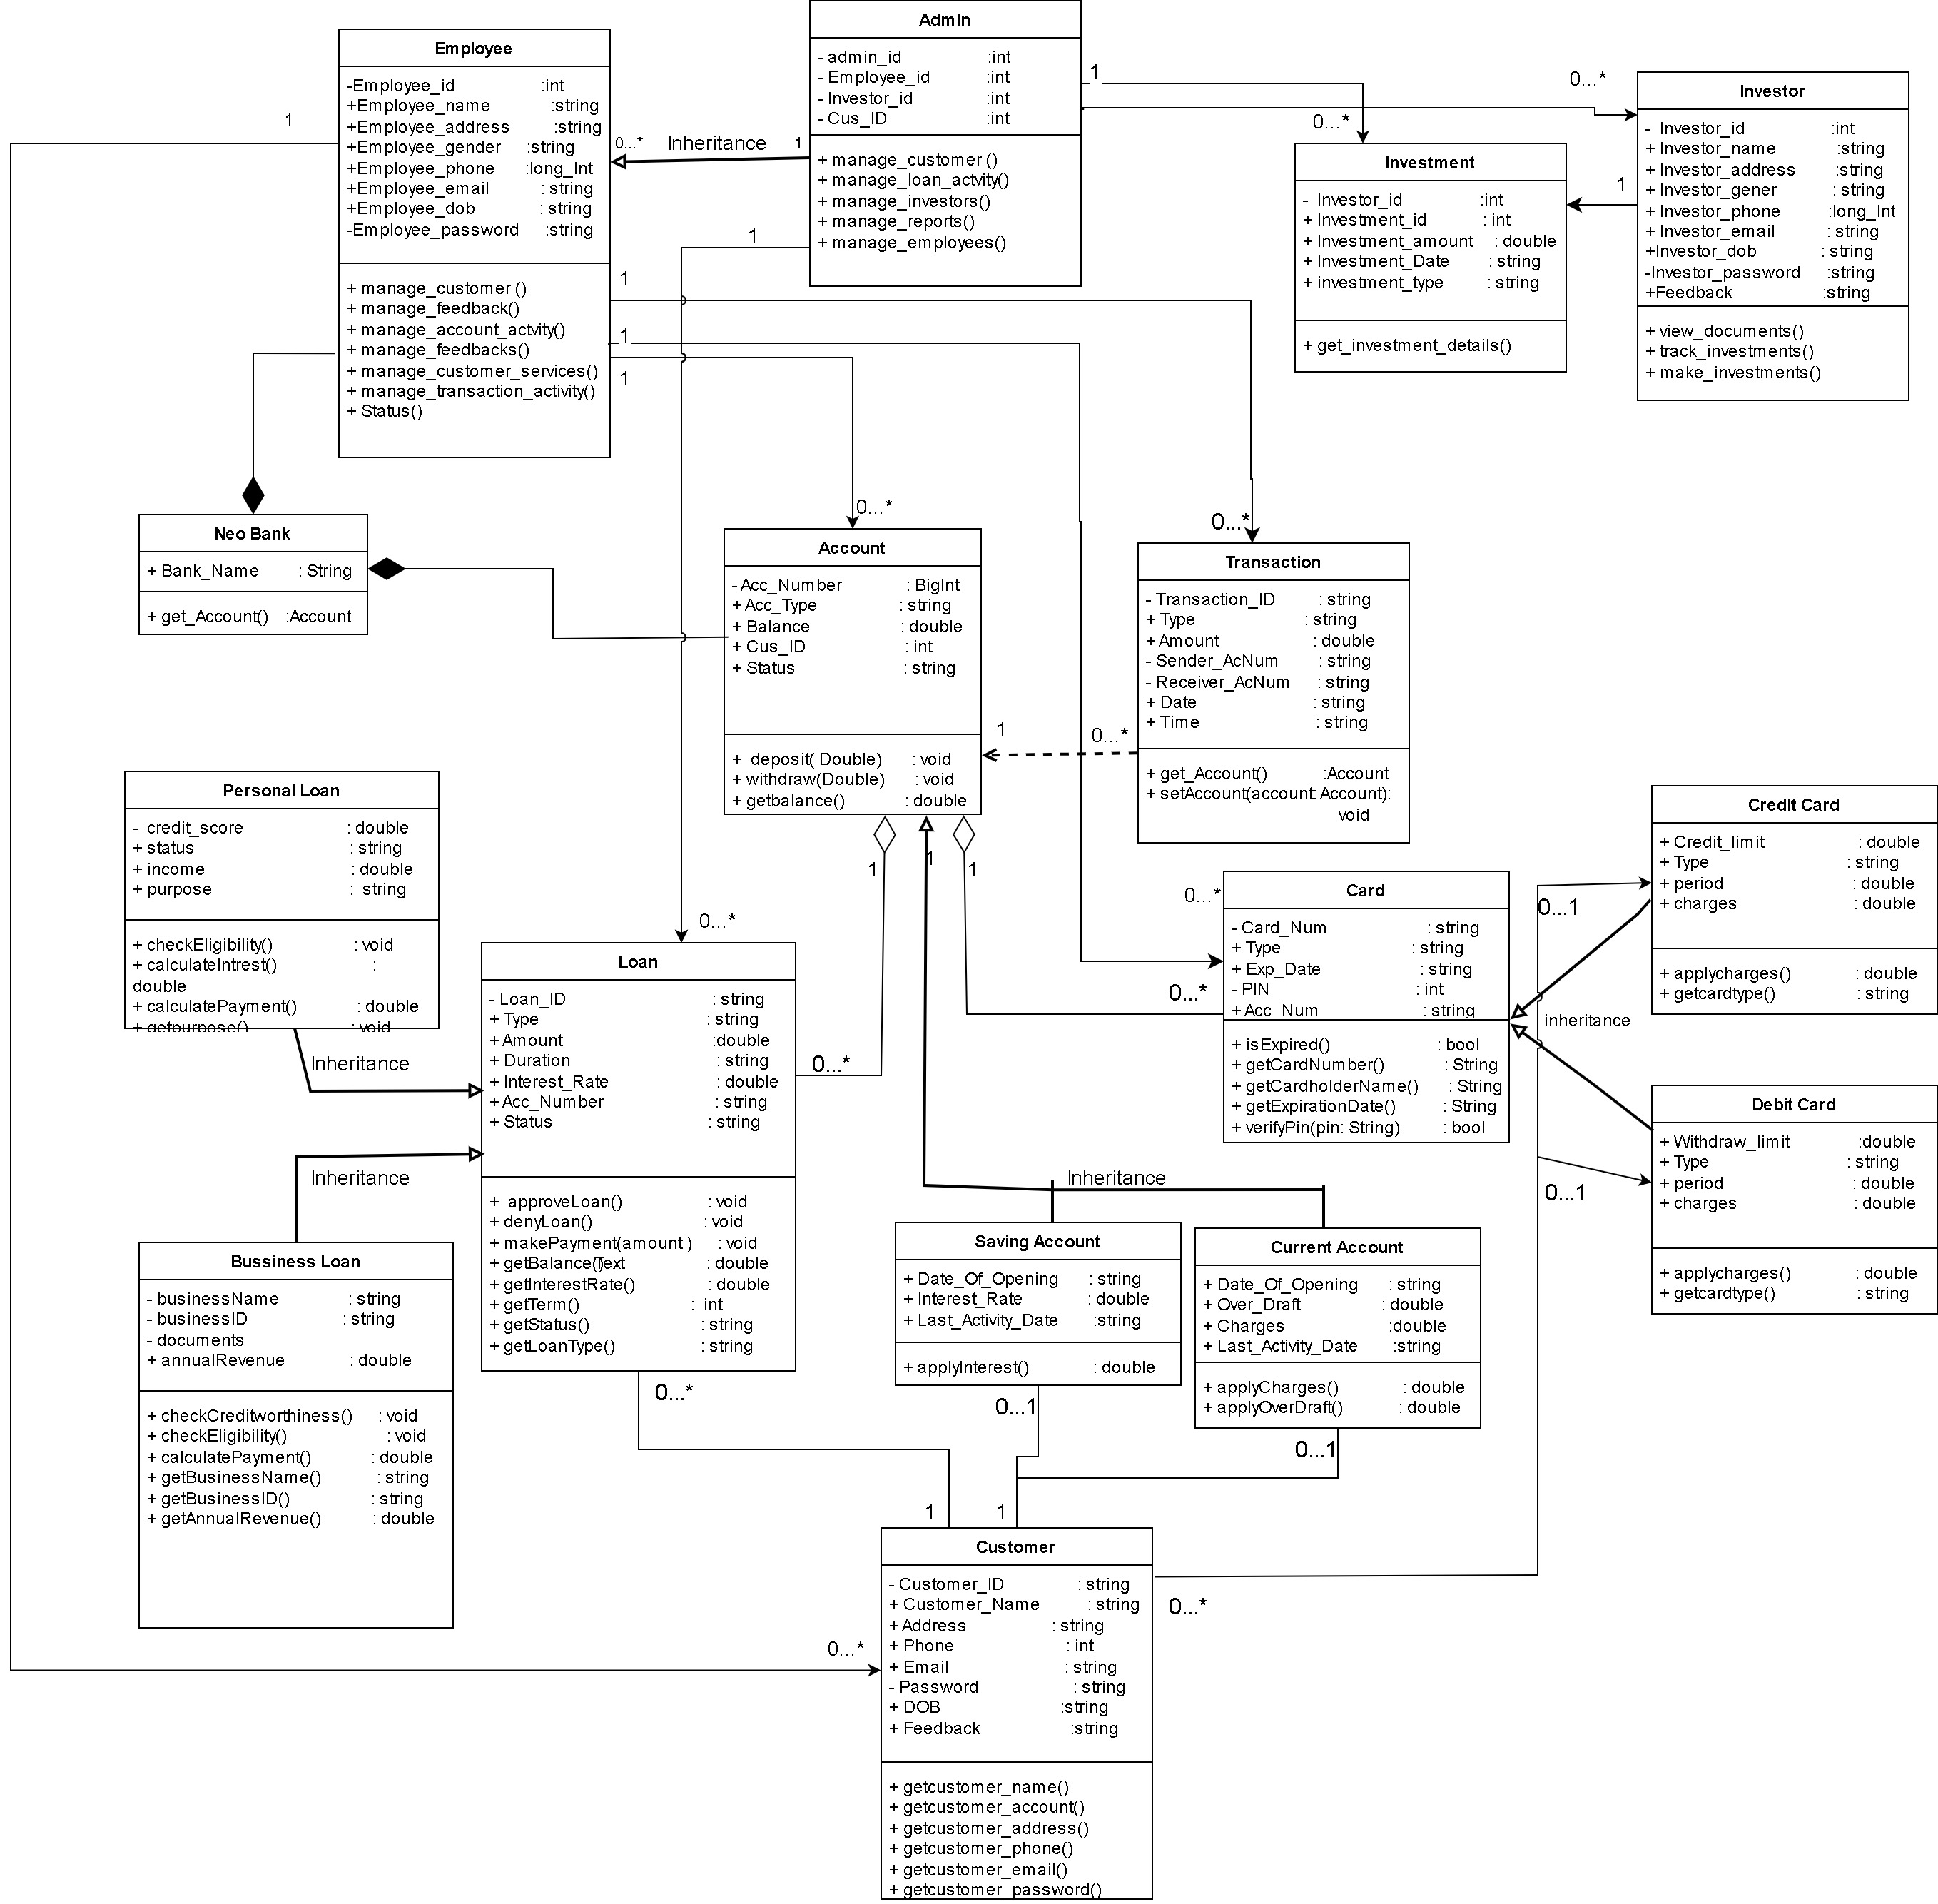 Employee
-Employee_id :int
+Employee_name :string
+Employee_address :string
+Employee_gender :string
+Employee_phone :long_Int
+Employee_email : string
+Employee_dob : string
-Employee_password :string
+ manage_customer ()
+ manage_feedback()
+ manage_account_actvity()
+ manage_feedbacks()
+ manage_customer_services()
+ manage_transaction_activity()
+ Status()
Admin
- admin_id :int
- Employee_id :int
- Investor_id :int
- Cus_ID :int
+ manage_customer ()
+ manage_loan_actvity()
+ manage_investors()
+ manage_reports()
+ manage_employees()
1
0...*
0...*
Investor
- Investor_id :int
+ Investor_name :string
+ Investor_address :string
+ Investor_gener : string
+ Investor_phone :long_Int
+ Investor_email : string
+Investor_dob : string
-Investor_password :string
+Feedback :string
+ view_documents()
+ track_investments()
+ make_investments()
Investment
- Investor_id :int
+ Investment_id : int
+ Investment_amount : double
+ Investment_Date : string
+ investment_type : string
+ get_investment_details()
1
1
0...*
Inheritance
1
1
1
1
1
Neo Bank
+ Bank_Name : String
+ get_Account() :Account
0...*
Account
-Acc_Number : BigInt
+Acc_Type : string
+ Balance : double
+ Cus_ID : int
+ Status : string
+ deposit( Double) : void
+ withdraw(Double) : void
+ getbalance() : double
0...*
Transaction
- Transaction_ID : string
+ Type : string
+Amount : double
- Sender_AcNum : string
- Receiver_AcNum : string
+ Date : string
+ Time : string
+ get_Account() :Account
+ setAccount(account: Account):
void
1
0...*
1
1
1
Personal Loan
- credit_score : double
+ status : string
+ income : double
+ purpose : string
+ checkEligibility() : void
+ calculateIntrest() :
double
+ calculatePayment() : double
+ getpurpose() : void
Inheritance
Inheritance
0...*
Loan
- Loan_ID : string
+ Type : string
+Amount :double
+ Duration : string
+ Interest_Rate : double
+ Acc_Number : string
+ Status : string
+ approveLoan() : void
+ denyLoan() : void
+ makePayment(amount ) : void
+ getBalance()Text : double
+ getInterestRate() : double
+ getTerm() : int
+ getStatus() : string
+ getLoanType() : string
0...*
0...*
0...*
0...*
Card
- Card_Num : string
+ Type : string
+ Exp_Date : string
- PIN : int
+Acc_Num : string
+ isExpired() : bool
+ getCardNumber() : String
+ getCardholderName() : String
+ getExpirationDate() : String
+ verifyPin(pin: String) : bool
0...1
Credit Card
+ Credit_limit : double
+ Type : string
+ period : double
+ charges : double
+ applycharges() : double
+ getcardtype() : string
inheritance
0...1
Debit Card
+ Withdraw_limit :double
+ Type : string
+ period : double
+ charges : double
+ applycharges() : double
+ getcardtype() : string
Inheritance
Saving Account
+ Date_Of_Opening : string
+ Interest_Rate : double
+ Last_Activity_Date :string
+ applyInterest() : double
Current Account
+ Date_Of_Opening : string
+ Over_Draft : double
+ Charges :double
+ Last_Activity_Date :string
+ applyCharges() : double
+ applyOverDraft() : double
0...1
0...1
Bussiness Loan
- businessName : string
- businessID : string
- documents
+ annualRevenue : double
+ checkCreditworthiness() : void
+ checkEligibility() : void
+ calculatePayment() : double
+ getBusinessName() : string
+ getBusinessID() : string
+ getAnnualRevenue() : double
1
1
0...*
0...*
Customer
- Customer_ID : string
+ Customer_Name : string
+Address : string
+ Phone : int
+ Email : string
- Password : string
+ DOB :string
+ Feedback :string
+ getcustomer_name()
+ getcustomer_account()
+ getcustomer_address()
+ getcustomer_phone()
+ getcustomer_email()
+ getcustomer_password()